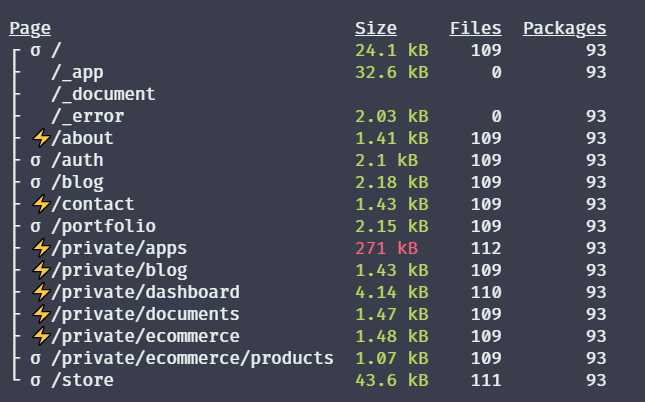 Page Size Files Packages
┌ σ / 24.1 kB 109 93
├ /_app 32.6 kB 0 93
├ /_document
├ /_error 2.03 kB 0 93
├ ⚡/about 1.41 kB 109 93
├ σ /auth 2.1 kB 109 93
├ σ /blog 2.18 kB 109 93
├ ⚡/contact 1.43 kB 109 93
├ σ /portfolio 2.15 kB 109 93
├ ⚡/private/apps 271 kB 112 93
├ ⚡/private/blog 1.43 kB 109 93
├ ⚡/private/dashboard 4.14 kB 110 93
├ ⚡/private/documents 1.47 kB 109 93
├ ⚡/private/ecommerce 1.48 kB 109 93
├ σ /private/ecommerce/products 1.07 kB 109 93
└ σ /store 43.6 kB 111 93